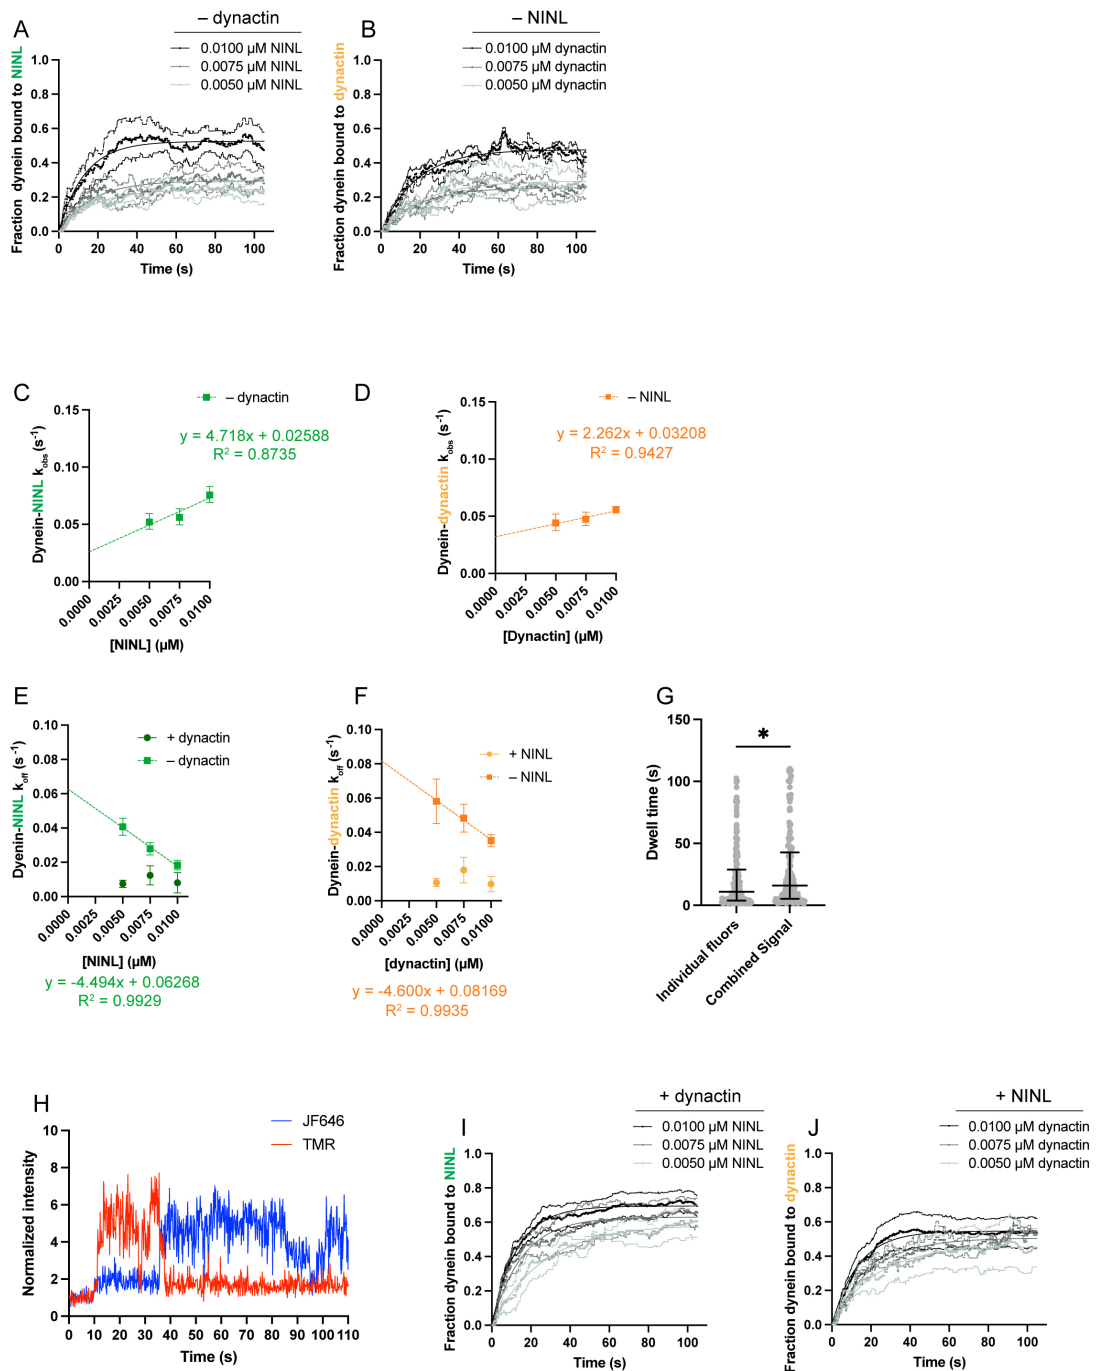 A
– dynactin
0.0100 µM NINL
0.0075 µM NINL
0.0050 µM NINL
Fraction dynein bound to NINL
1.0
0.8
0.6
0.4
0.2
0.0
0 20 40 60 80 100
Time (s)
B
– NINL
0.0100 µM dynactin
0.0075 µM dynactin
0.0050 µM dynactin
Fraction dynein bound to dynactin
1.0
0.8
0.6
0.4
0.2
0.0
0 20 40 60 80 100
Time (s)
C
– dynactin
y = 4.718x + 0.02588
R² = 0.8735
Dynein-NINL kobs (s-1)
0.15
0.10
0.05
0.00
0.0000 0.0025 0.0050 0.0075 0.0100
[NINL] (µM)
D
– NINL
y = 2.262x + 0.03208
R² = 0.9427
Dynein-dynactin kobs (s-1)
0.15
0.10
0.05
0.00
0.0000 0.0025 0.0050 0.0075 0.0100
[Dynactin] (µM)
E
+ dynactin
– dynactin
Dyenin-NINL koff (s-1)
0.10
0.08
0.06
0.04
0.02
0.00
0.0000 0.0025 0.0050 0.0075 0.0100
[NINL] (µM)
y = -4.494x + 0.06268
R² = 0.9929
F
+ NINL
– NINL
Dynein-dynactin koff (s-1)
0.10
0.08
0.06
0.04
0.02
0.00
0.0000 0.0025 0.0050 0.0075 0.0100
[dynactin] (µM)
y = -4.600x + 0.08169
R² = 0.9935
G
Dwell time (s)
150
100
50
0
*
Individual fluors
Combined Signal
H
JF646
TMR
Normalized intensity
10
8
6
4
2
0
0 10 20 30 40 50 60 70 80 90 100 110
Time (s)
I
+ dynactin
0.0100 µM NINL
0.0075 µM NINL
0.0050 µM NINL
Fraction dynein bound to NINL
1.0
0.8
0.6
0.4
0.2
0.0
0 20 40 60 80 100
Time (s)
J
+ NINL
0.0100 µM dynactin
0.0075 µM dynactin
0.0050 µM dynactin
Fraction dynein bound to dynactin
1.0
0.8
0.6
0.4
0.2
0.0
0 20 40 60 80 100
Time (s)